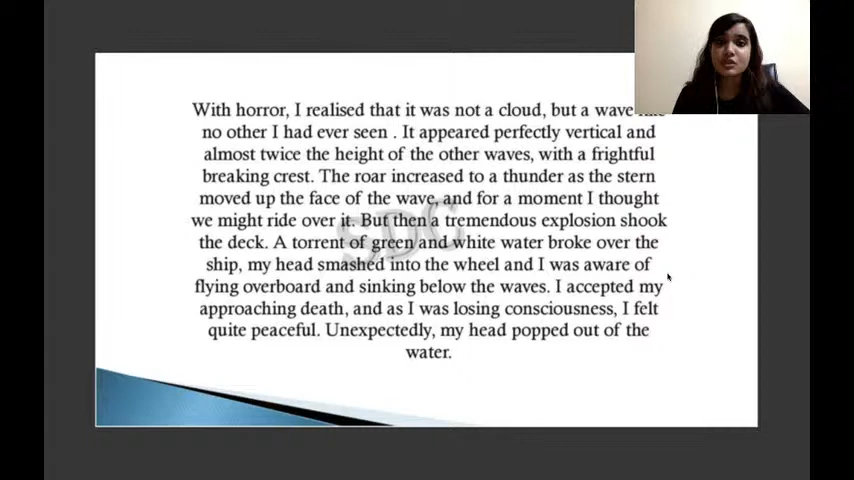 With horror, I realised that it was not a cloud, but a wave
no other I had ever seen . It appeared perfectly vertical and
almost twice the height of the other waves, with a frightful
breaking crest. The roar increased to a thunder as the stern
moved up the face of the wave, and for a moment I thought
we might ride over it. But then a tremendous explosion shook
the deck. A torrent of green and white water broke over the
ship, my head smashed into the wheel and I was aware of
flying overboard and sinking below the waves. I accepted my
approaching death, and as I was losing consciousness, I felt
quite peaceful. Unexpectedly, my head popped out of the
water.
SDC